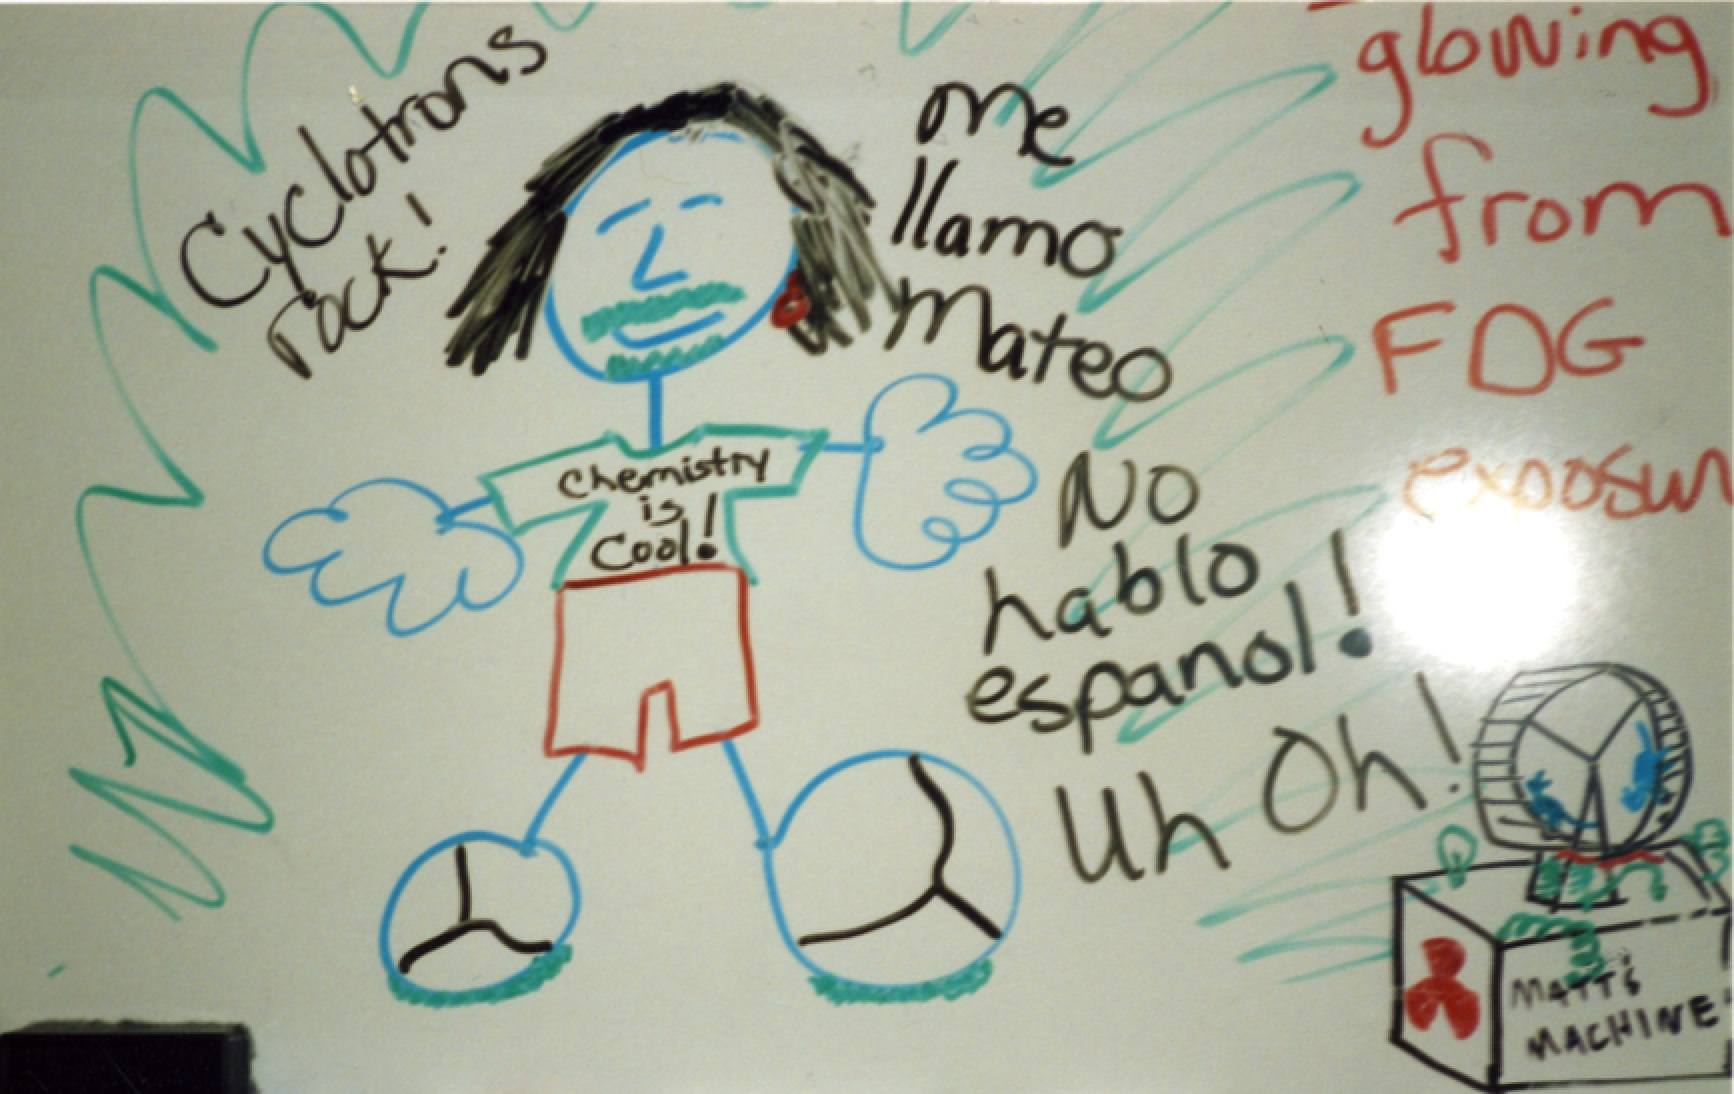 Cyclotrons
rock!
me
llamo
Mateo
No
hablo
espanol!
Uh Oh!
Chemistry
is
Cool!
glowing
from
FDG
exposur
MATT's
MACHINE